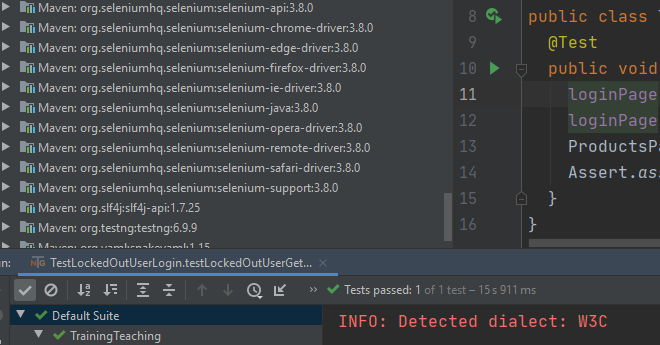 Maven: org.seleniumhq.selenium:selenium-api:3.8.0
Maven: org.seleniumhq.selenium:selenium-chrome-driver:3.8.0
Maven: org.seleniumhq.selenium:selenium-edge-driver:3.8.0
Maven: org.seleniumhq.selenium:selenium-firefox-driver:3.8.0
Maven: org.seleniumhq.selenium:selenium-ie-driver:3.8.0
Maven: org.seleniumhq.selenium:selenium-java:3.8.0
Maven: org.seleniumhq.selenium:selenium-opera-driver:3.8.0
Maven: org.seleniumhq.selenium:selenium-remote-driver:3.8.0
Maven: org.seleniumhq.selenium:selenium-safari-driver:3.8.0
Maven: org.seleniumhq.selenium:selenium-support:3.8.0
Maven: org.slf4j:slf4j-api:1.7.25
Maven: org.testng:testng:6.9.9
Maven: org.yaml:snakeyaml:1.15
8 public class
9 @Test
10 public void
11 loginPage
12 loginPage
13 ProductsPa
14 Assert.ass
15 }
16 }
n: TestLockedOutUserLogin.testLockedOutUserGet...
Tests passed: 1 of 1 test – 15 s 911 ms
Default Suite
TrainingTeaching
INFO: Detected dialect: W3C